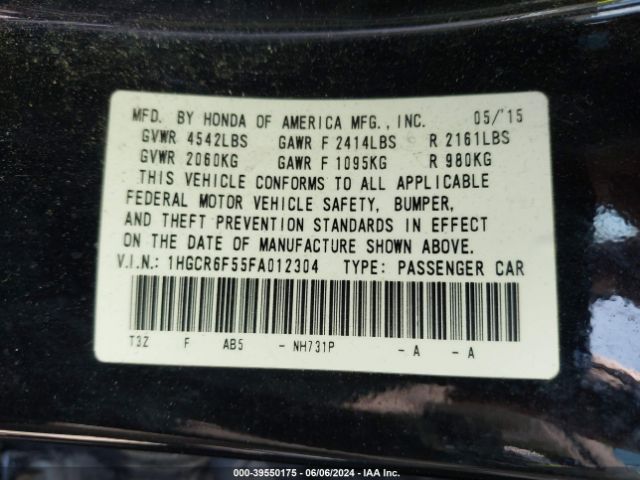 MFD. BY HONDA OF AMERICA MFG., INC. 05/'15
GVWR 4542LBS GAWR F 2414LBS R 2161LBS
GVWR 2060KG GAWR F 1095KG R 980KG
THIS VEHICLE CONFORMS TO ALL APPLICABLE
FEDERAL MOTOR VEHICLE SAFETY, BUMPER,
AND THEFT PREVENTION STANDARDS IN EFFECT
ON THE DATE OF MANUFACTURE SHOWN ABOVE.
V.I.N.: 1HGCR6F55FA012304 TYPE: PASSENGER CAR
T3Z F AB5 - NH731P - A - A
000-39550175 — 06/06/2024 — IAA Inc.